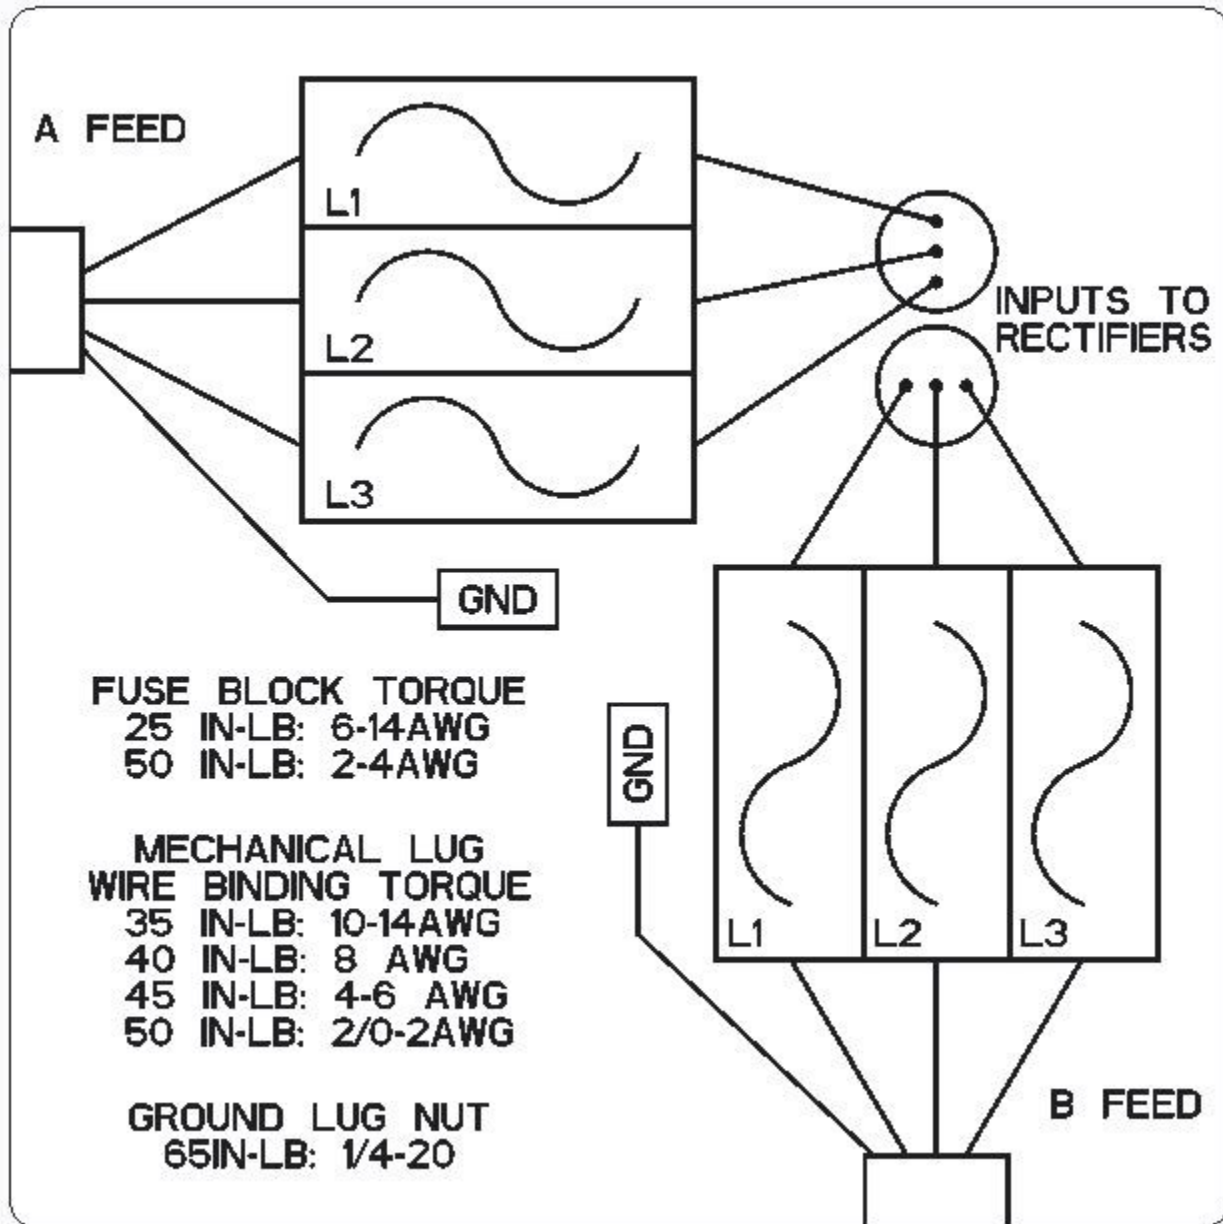 A FEED
L1
L2
L3
INPUTS TO
RECTIFIERS
GND
FUSE BLOCK TORQUE
25 IN-LB: 6-14AWG
50 IN-LB: 2-4AWG
MECHANICAL LUG
WIRE BINDING TORQUE
35 IN-LB: 10-14AWG
40 IN-LB: 8 AWG
45 IN-LB: 4-6 AWG
50 IN-LB: 2/0-2AWG
GROUND LUG NUT
65IN-LB: 1/4-20
GND
L1
L2
L3
B FEED